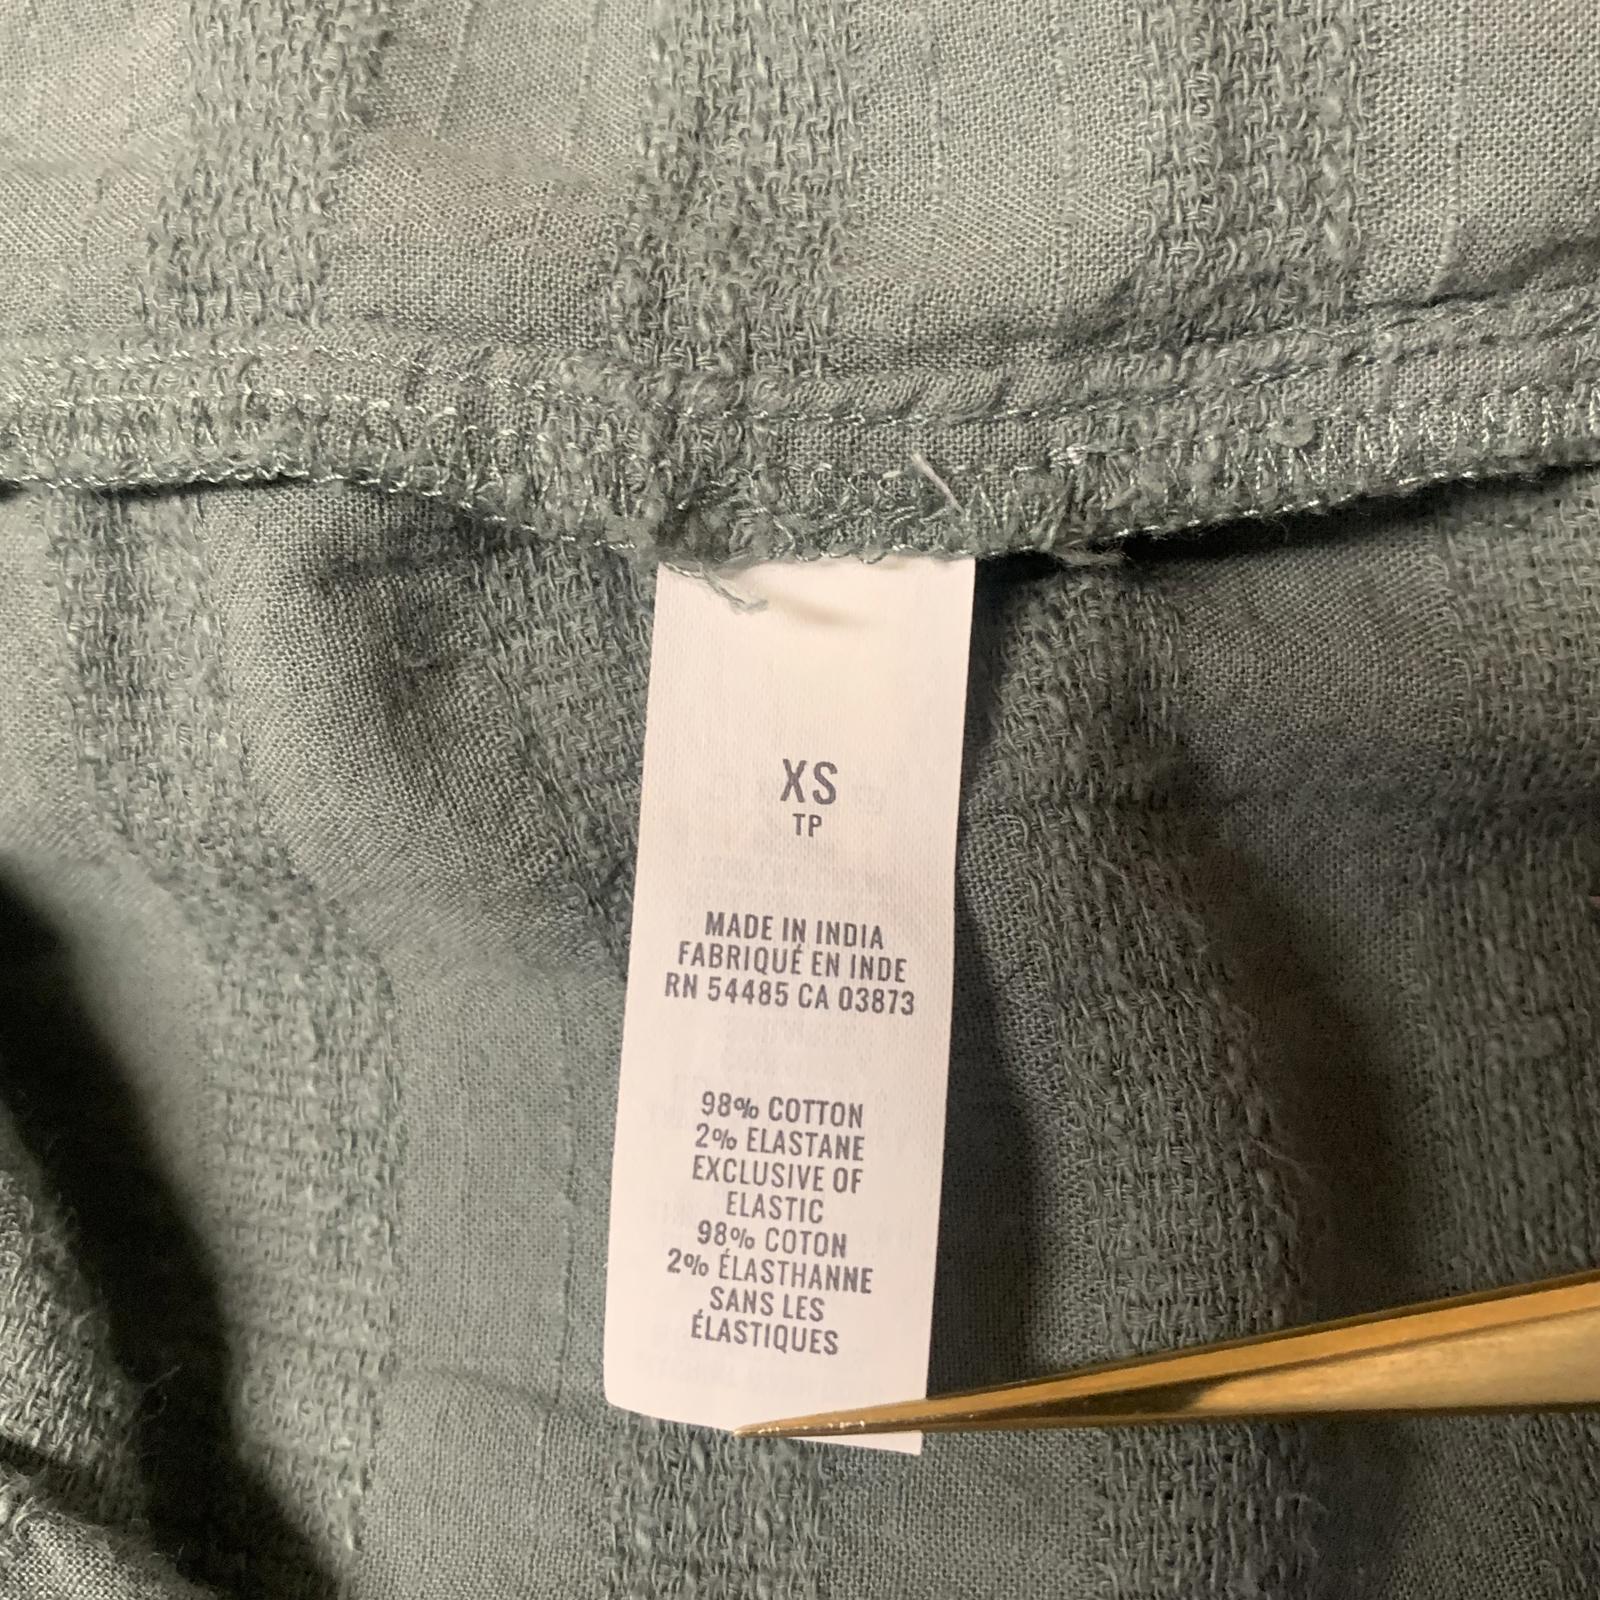 XS
TP
MADE IN INDIA
FABRIQUÉ EN INDE
RN 54485 CA 03873
98% COTTON
2% ELASTANE
EXCLUSIVE OF
ELASTIC
98% COTON
2% ÉLASTHANNE
SANS LES
ÉLASTIQUES